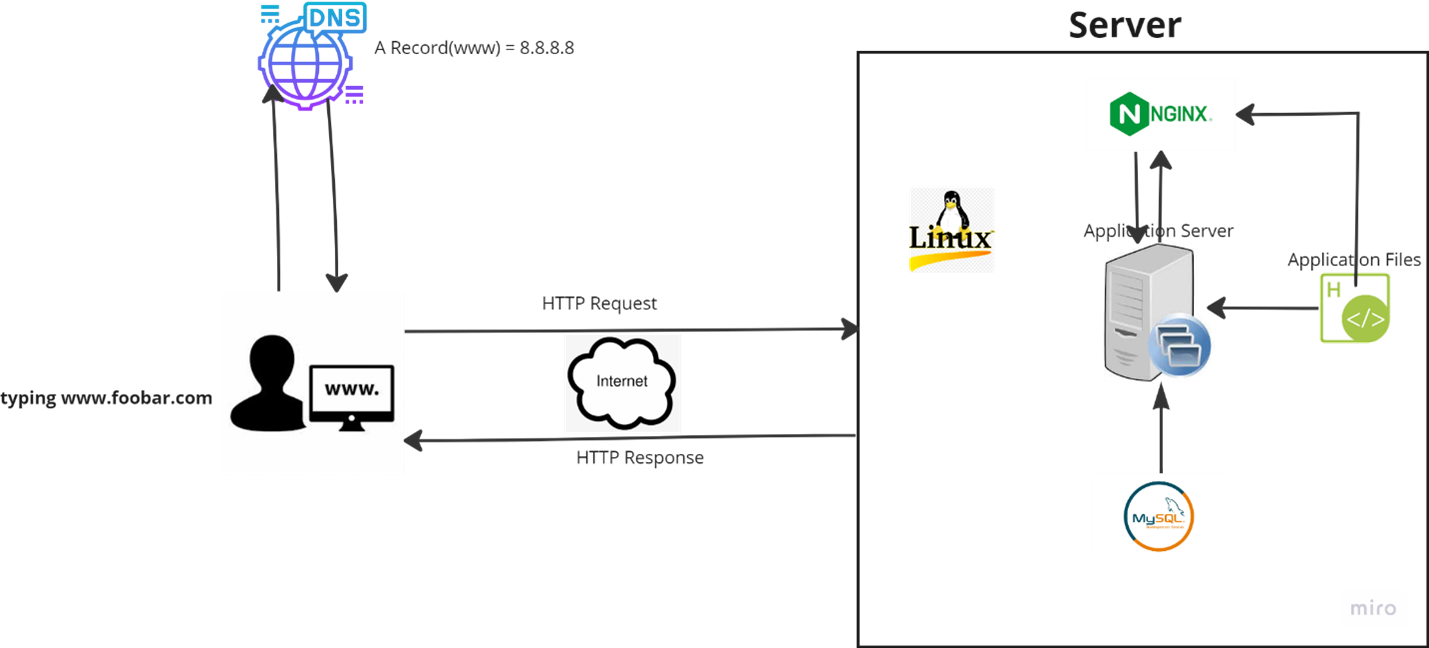 DNS
A Record(www) = 8.8.8.8
Server
NGINX
Linux
Application Server
Application Files
H
</>
HTTP Request
Internet
www.
typing www.foobar.com
HTTP Response
MySQL
miro